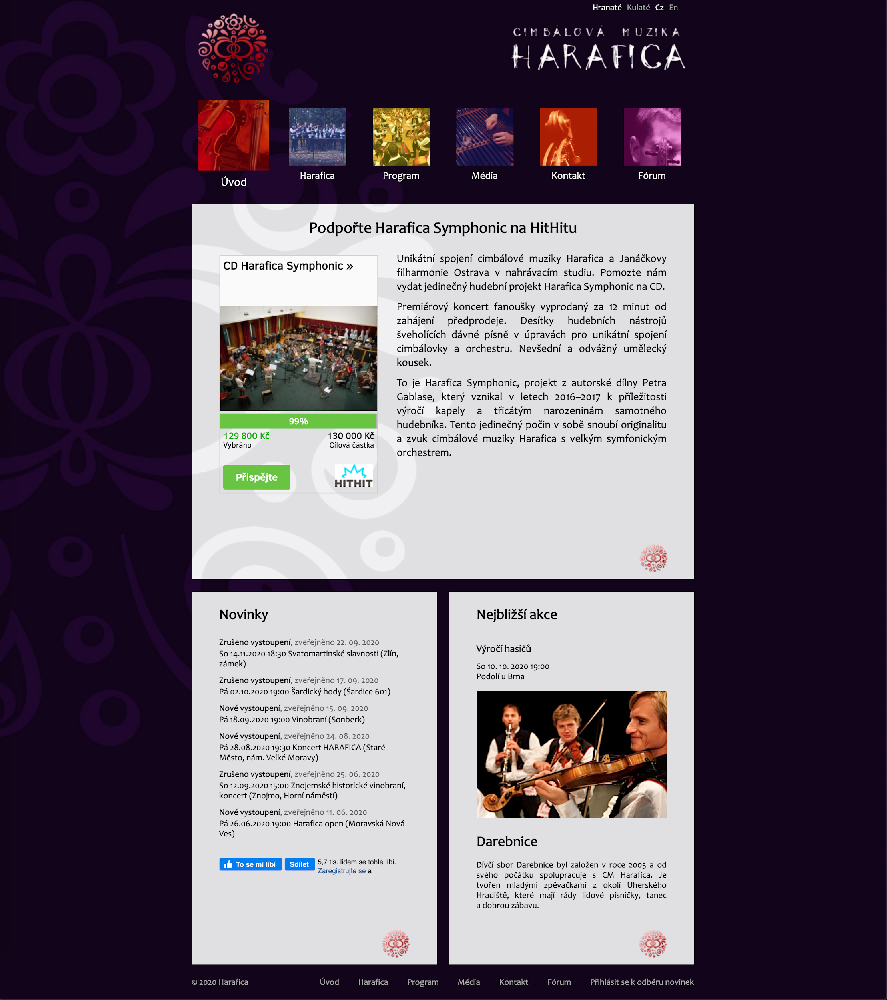 Hranaté Kulaté Cz En
CIMBÁLOVÁ MUZIKA
HARAFICA
Úvod
Harafica
Program
Média
Kontakt
Fórum
Podpořte Harafica Symphonic na HitHitu
CD Harafica Symphonic »
99%
129 800 Kč
Vybráno
130 000 Kč
Cílová částka
Přispějte
HITHIT
Unikátní spojení cimbálové muziky Harafica a Janáčkovy
filharmonie Ostrava v nahrávacím studiu. Pomozte nám
vydat jedinečný hudební projekt Harafica Symphonic na CD.
Premiérový koncert fanoušky vyprodaný za 12 minut od
zahájení předprodeje. Desítky hudebních nástrojů
šveholících dávné písně v úpravách pro unikátní spojení
cimbálovky a orchestru. Nevšední a odvážný umělecký
kousek.
To je Harafica Symphonic, projekt z autorské dílny Petra
Gablase, který vznikal v letech 2016–2017 k příležitosti
výročí kapely a třicátým narozeninám samotného
hudebníka. Tento jedinečný počin v sobě snoubí originalitu
a zvuk cimbálové muziky Harafica s velkým symfonickým
orchestrem.
Novinky
Zrušeno vystoupení, zveřejněno 22. 09. 2020
So 14.11.2020 18:30 Svatomartinské slavnosti (Zlín,
zámek)
Zrušeno vystoupení, zveřejněno 17. 09. 2020
Pá 02.10.2020 19:00 Šardický hody (Šardice 601)
Nové vystoupení, zveřejněno 15. 09. 2020
Pá 18.09.2020 19:00 Vinobraní (Sonberk)
Nové vystoupení, zveřejněno 24. 08. 2020
Pá 28.08.2020 19:30 Koncert HARAFICA (Staré
Město, nám. Velké Moravy)
Zrušeno vystoupení, zveřejněno 25. 06. 2020
So 12.09.2020 15:00 Znojemské historické vinobraní,
koncert (Znojmo, Horní náměstí)
Nové vystoupení, zveřejněno 11. 06. 2020
Pá 26.06.2020 19:00 Harafica open (Moravská Nová
Ves)
To se mi líbí Sdílet 5,7 tis. lidem se tohle líbí.
Zaregistrujte se a
Nejbližší akce
Výročí hasičů
So 10. 10. 2020 19:00
Podolí u Brna
Darebnice
Dívčí sbor Darebnice byl založen v roce 2005 a od
svého počátku spolupracuje s CM Harafica. Je
tvořen mladými zpěvačkami z okolí Uherského
Hradiště, které mají rády lidové písničky, tanec
a dobrou zábavu.
© 2020 Harafica Úvod Harafica Program Média Kontakt Fórum Přihlásit se k odběru novinek